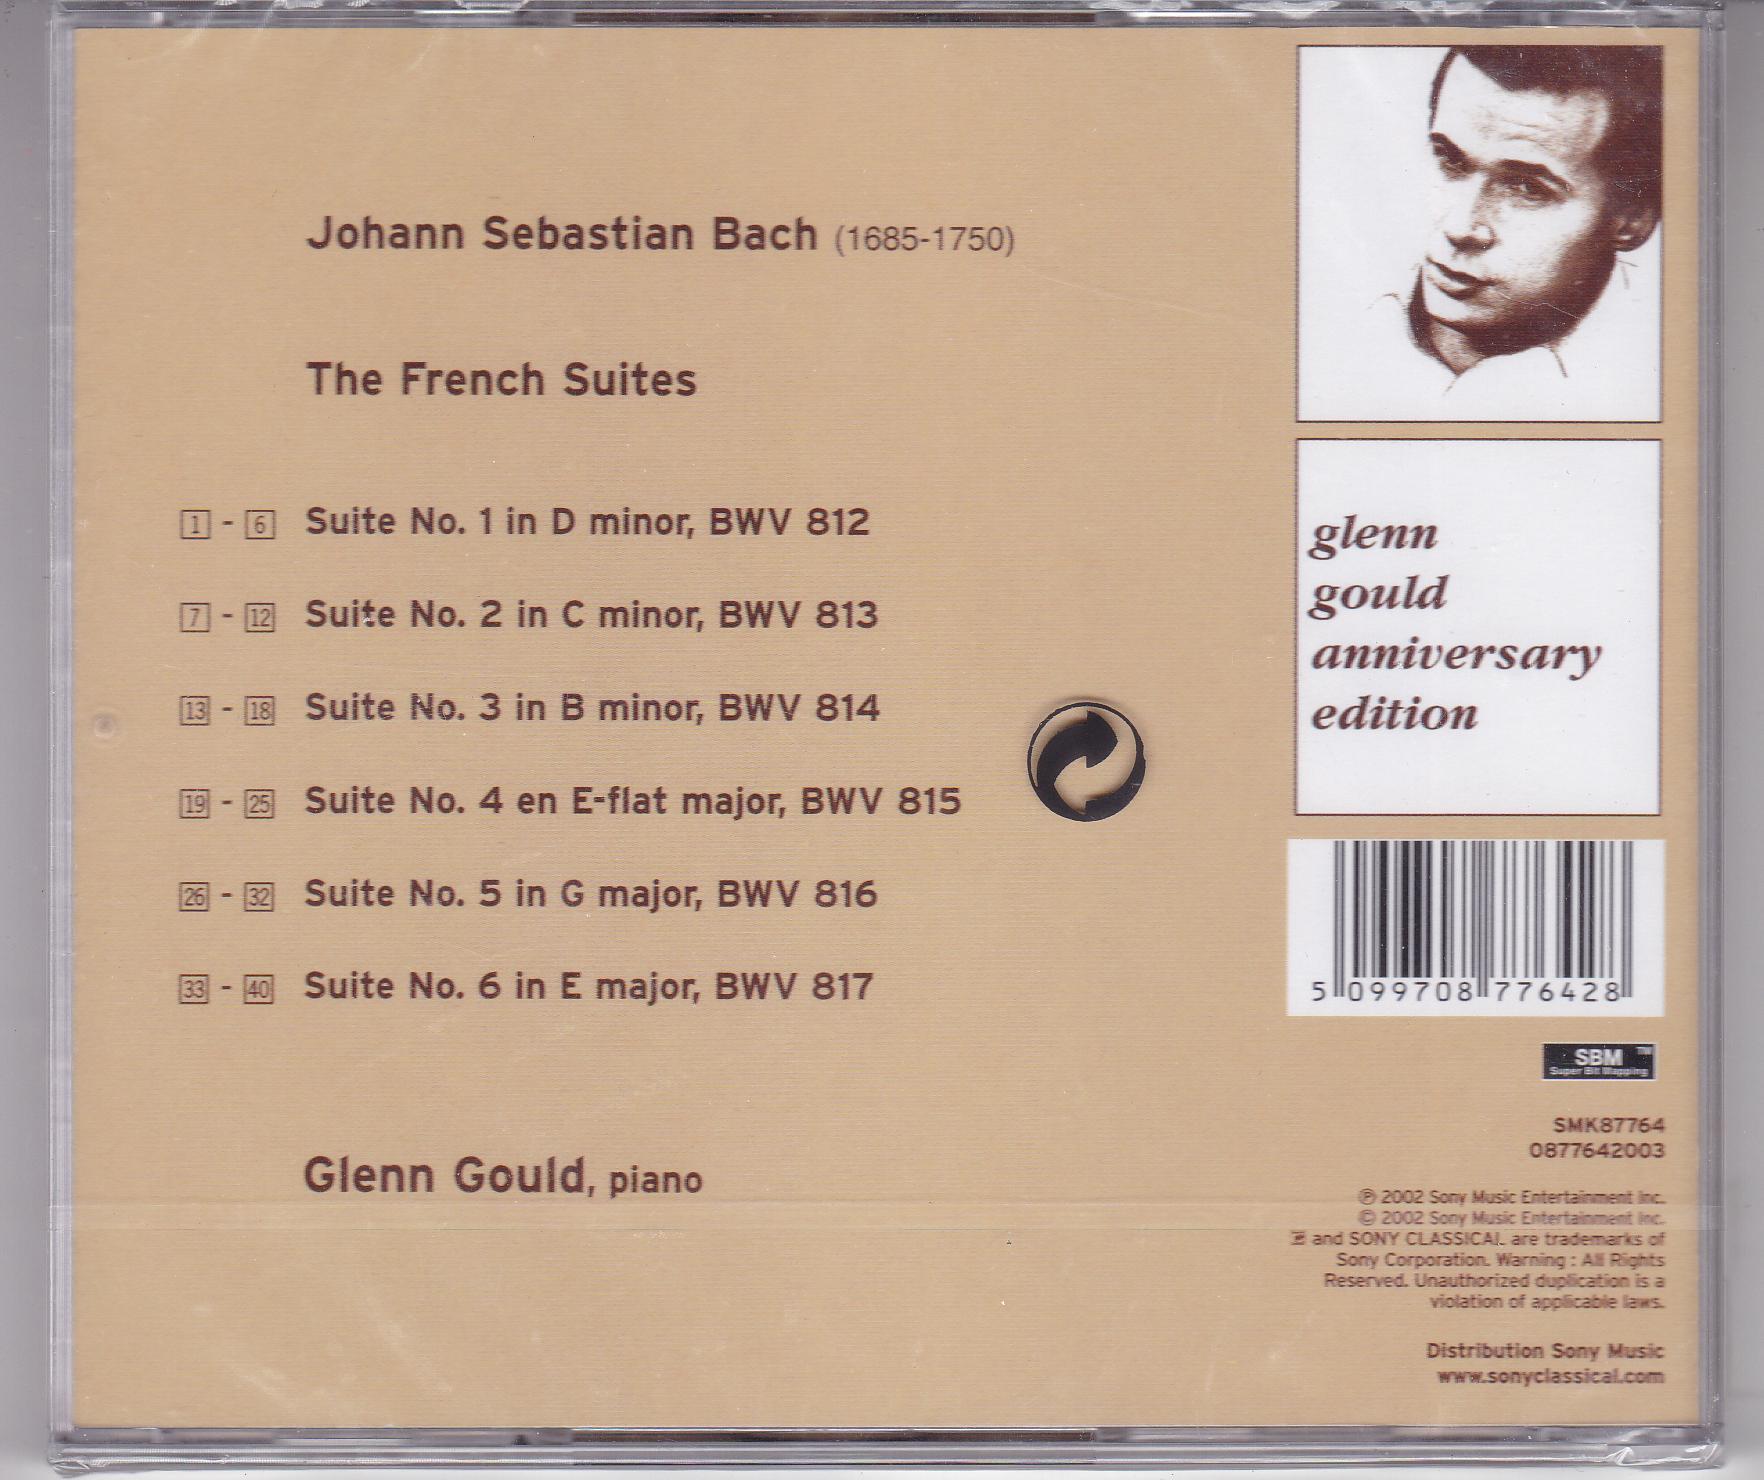 Johann Sebastian Bach (1685-1750)
The French Suites
1 - 6 Suite No. 1 in D minor, BWV 812
7 - 12 Suite No. 2 in C minor, BWV 813
13 - 18 Suite No. 3 in B minor, BWV 814
19 - 25 Suite No. 4 en E-flat major, BWV 815
26 - 32 Suite No. 5 in G major, BWV 816
33 - 40 Suite No. 6 in E major, BWV 817
Glenn Gould, piano
glenn
gould
anniversary
edition
5 099708 776428
SBM TM
Super Bit Mapping
SMK87764
0877642003
℗ 2002 Sony Music Entertainment Inc.
© 2002 Sony Music Entertainment Inc.
and SONY CLASSICAL are trademarks of
Sony Corporation. Warning : All Rights
Reserved. Unauthorized duplication is a
violation of applicable laws.
Distribution Sony Music
www.sonyclassical.com